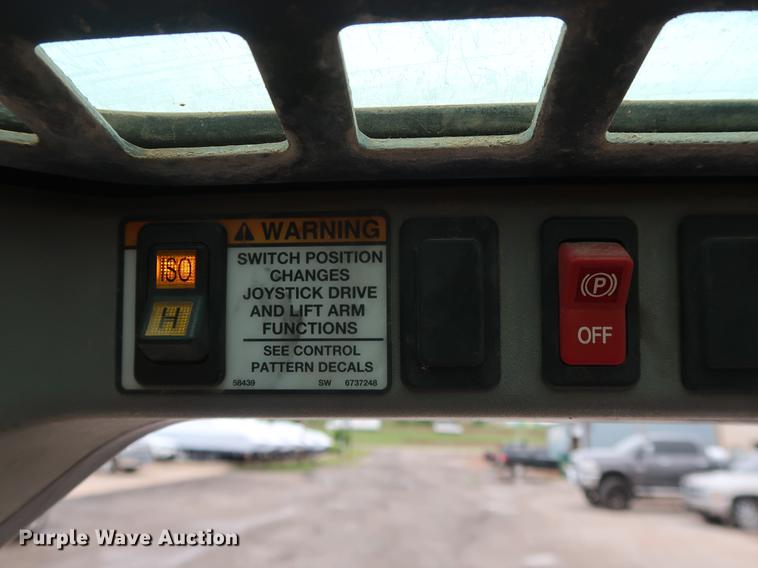 WARNING
ISO
H
SWITCH POSITION
CHANGES
JOYSTICK DRIVE
AND LIFT ARM
FUNCTIONS
SEE CONTROL
PATTERN DECALS
58439 SW 6737248
P
OFF
Purple Wave Auction